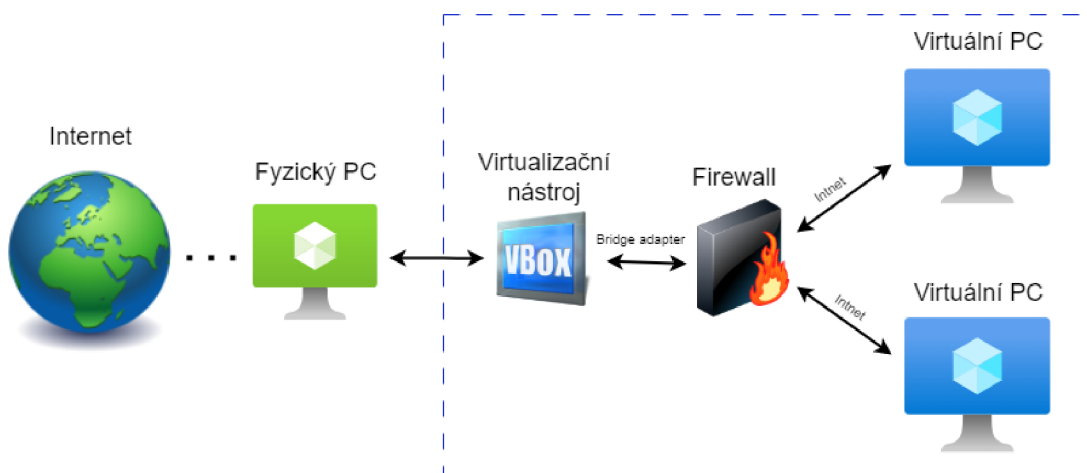 Internet
Fyzický PC
Virtualizační
nástroj
VBOX
Bridge adapter
Firewall
Intnet
Intnet
Virtuální PC
Virtuální PC